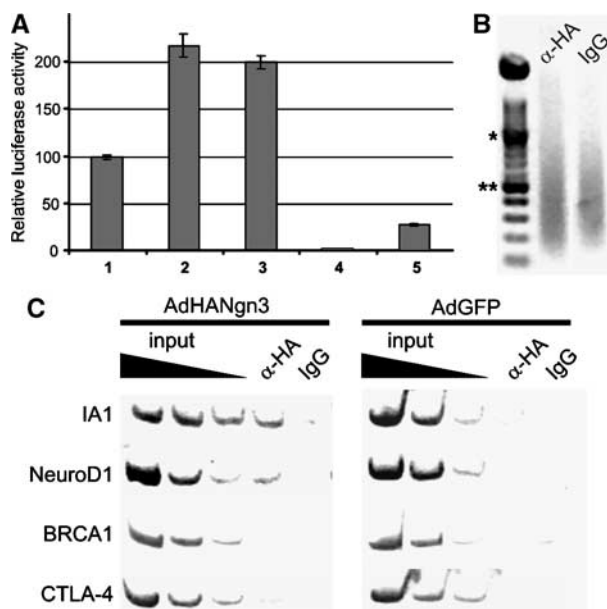 A
Relative luciferase activity
200
150
100
50
0
1 2 3 4 5
B
α-HA IgG
*
**
C
AdHANgn3 AdGFP
input α-HA IgG input α-HA IgG
IA1
NeuroD1
BRCA1
CTLA-4